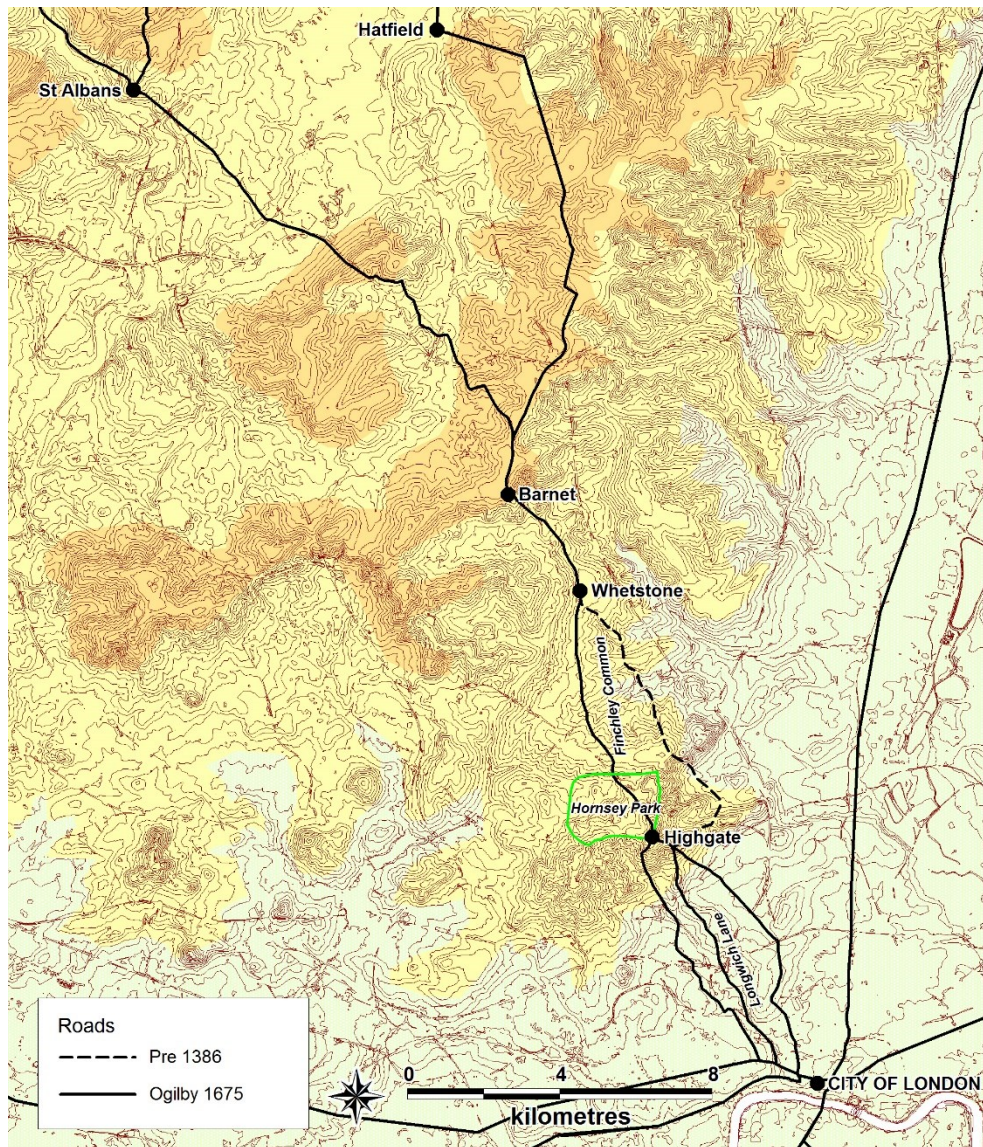 Hatfield
St Albans
Barnet
Whetstone
Finchley Common
Hornsey Park
Highgate
Longwich Lane
Roads
Pre 1386
Ogilby 1675
0 4 8
kilometres
CITY OF LONDON